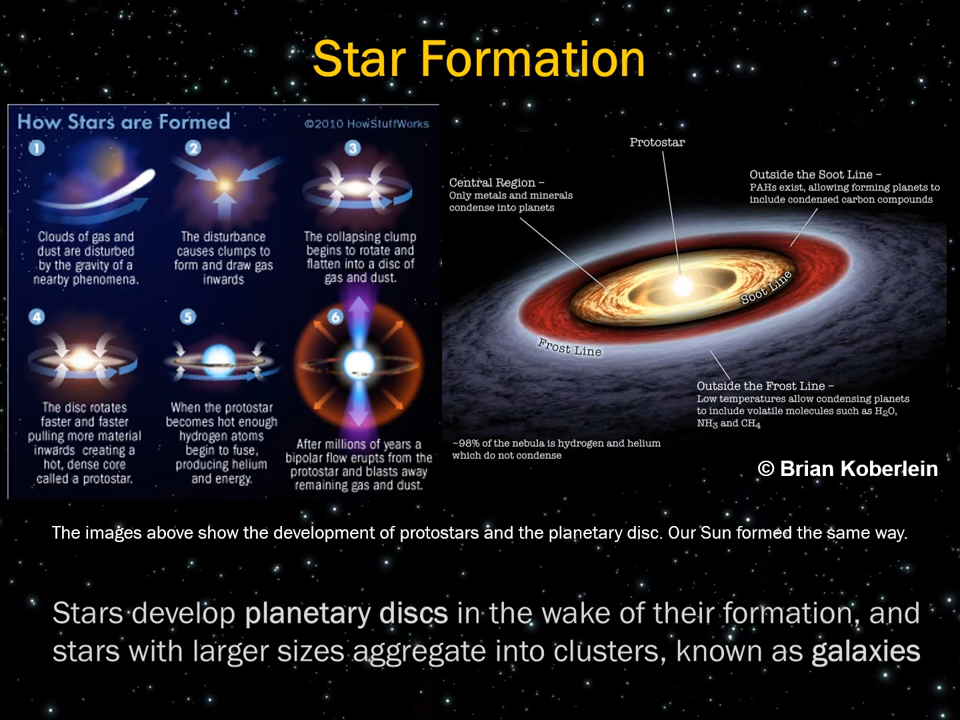 Star Formation
How Stars are Formed
©2010 HowStuffWorks
1
Clouds of gas and
dust are disturbed
by the gravity of a
nearby phenomena.
2
The disturbance
causes clumps to
form and draw gas
inwards
3
The collapsing clump
begins to rotate and
flatten into a disc of
gas and dust.
4
The disc rotates
faster and faster
pulling more material
inwards creating a
hot, dense core
called a protostar.
5
When the protostar
becomes hot enough
hydrogen atoms
begin to fuse,
producing helium
and energy.
6
After millions of years a
bipolar flow erupts from the
protostar and blasts away
remaining gas and dust.
Protostar
Central Region –
Only metals and minerals
condense into planets
Outside the Soot Line –
PAHs exist, allowing forming planets to
include condensed carbon compounds
Soot Line
Frost Line
Outside the Frost Line –
Low temperatures allow condensing planets
to include volatile molecules such as H₂O,
NH₃ and CH₄
~98% of the nebula is hydrogen and helium
which do not condense
© Brian Koberlein
The images above show the development of protostars and the planetary disc. Our Sun formed the same way.
Stars develop planetary discs in the wake of their formation, and
stars with larger sizes aggregate into clusters, known as galaxies